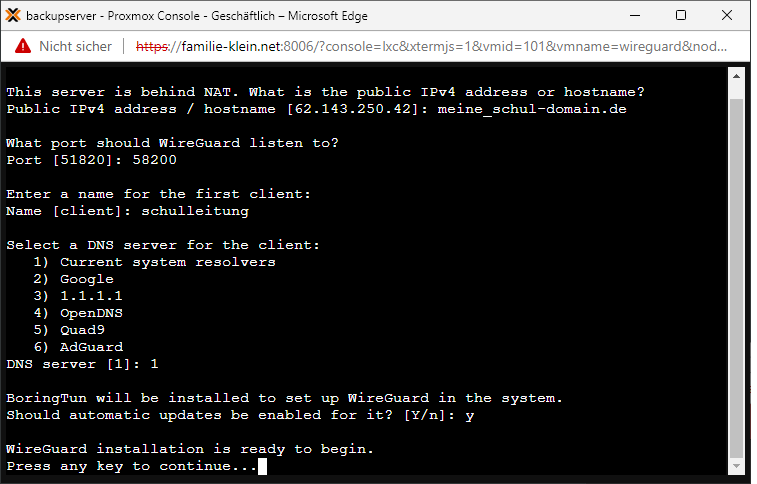 backupserver - Proxmox Console - Geschäftlich – Microsoft Edge
Nicht sicher https://familie-klein.net:8006/?console=lxc&xtermjs=1&vmid=101&vmname=wireguard&nod...
This server is behind NAT. What is the public IPv4 address or hostname?
Public IPv4 address / hostname [62.143.250.42]: meine_schul-domain.de
What port should WireGuard listen to?
Port [51820]: 58200
Enter a name for the first client:
Name [client]: schulleitung
Select a DNS server for the client:
1) Current system resolvers
2) Google
3) 1.1.1.1
4) OpenDNS
5) Quad9
6) AdGuard
DNS server [1]: 1
BoringTun will be installed to set up WireGuard in the system.
Should automatic updates be enabled for it? [Y/n]: y
WireGuard installation is ready to begin.
Press any key to continue...